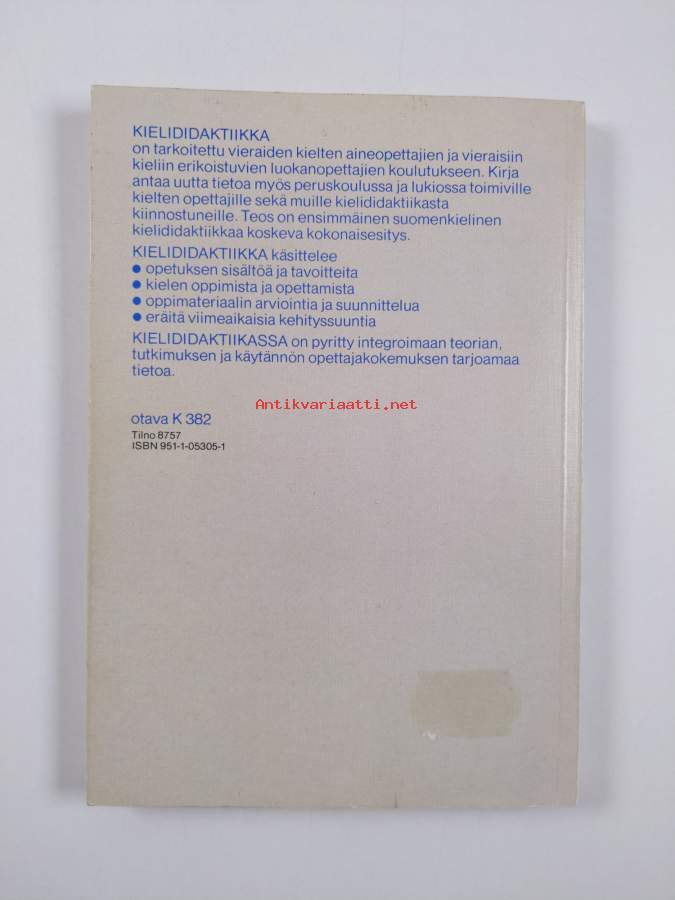 KIELIDIDAKTIIKKA
on tarkoitettu vieraiden kielten aineopettajien ja vieraisiin
kieliin erikoistuvien luokanopettajien koulutukseen. Kirja
antaa uutta tietoa myös peruskoulussa ja lukiossa toimiville
kielten opettajille sekä muille kielididaktiikasta
kiinnostuneille. Teos on ensimmäinen suomenkielinen
kielididaktiikkaa koskeva kokonaisesitys.
KIELIDIDAKTIIKKA käsittelee
● opetuksen sisältöä ja tavoitteita
● kielen oppimista ja opettamista
● oppimateriaalin arviointia ja suunnittelua
● eräitä viimeaikaisia kehityssuuntia
KIELIDIDAKTIIKASSA on pyritty integroimaan teorian,
tutkimuksen ja käytännön opettajakokemuksen tarjoamaa
tietoa.
Antikvariaatti.net
otava K 382
Tilno 8757
ISBN 951-1-05305-1